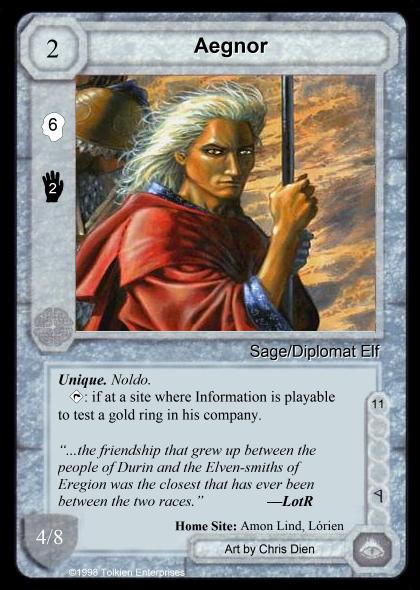 2
Aegnor
6
2
Sage/Diplomat Elf
Unique. Noldo.
: if at a site where Information is playable
to test a gold ring in his company.
11
“...the friendship that grew up between the
people of Durin and the Elven-smiths of
Eregion was the closest that has ever been
between the two races.” —LotR
Home Site: Amon Lind, Lórien
4/8
Art by Chris Dien
©1998 Tolkien Enterprises